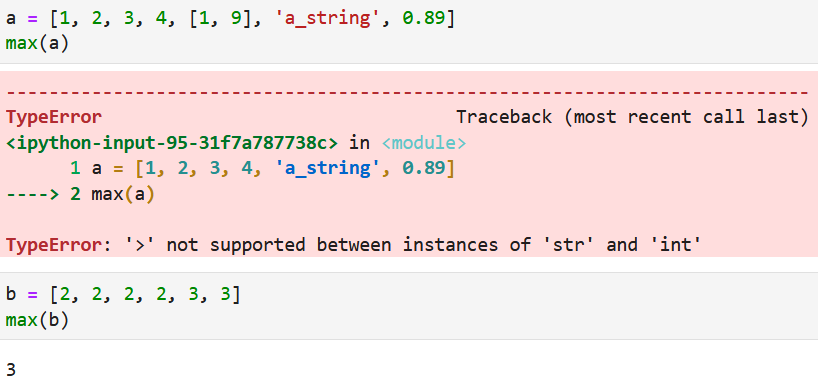 a = [1, 2, 3, 4, [1, 9], 'a_string', 0.89]
max(a)
---------------------------------------------------------------------------
TypeError Traceback (most recent call last)
<ipython-input-95-31f7a787738c> in <module>
1 a = [1, 2, 3, 4, 'a_string', 0.89]
----> 2 max(a)
TypeError: '>' not supported between instances of 'str' and 'int'
b = [2, 2, 2, 2, 3, 3]
max(b)
3